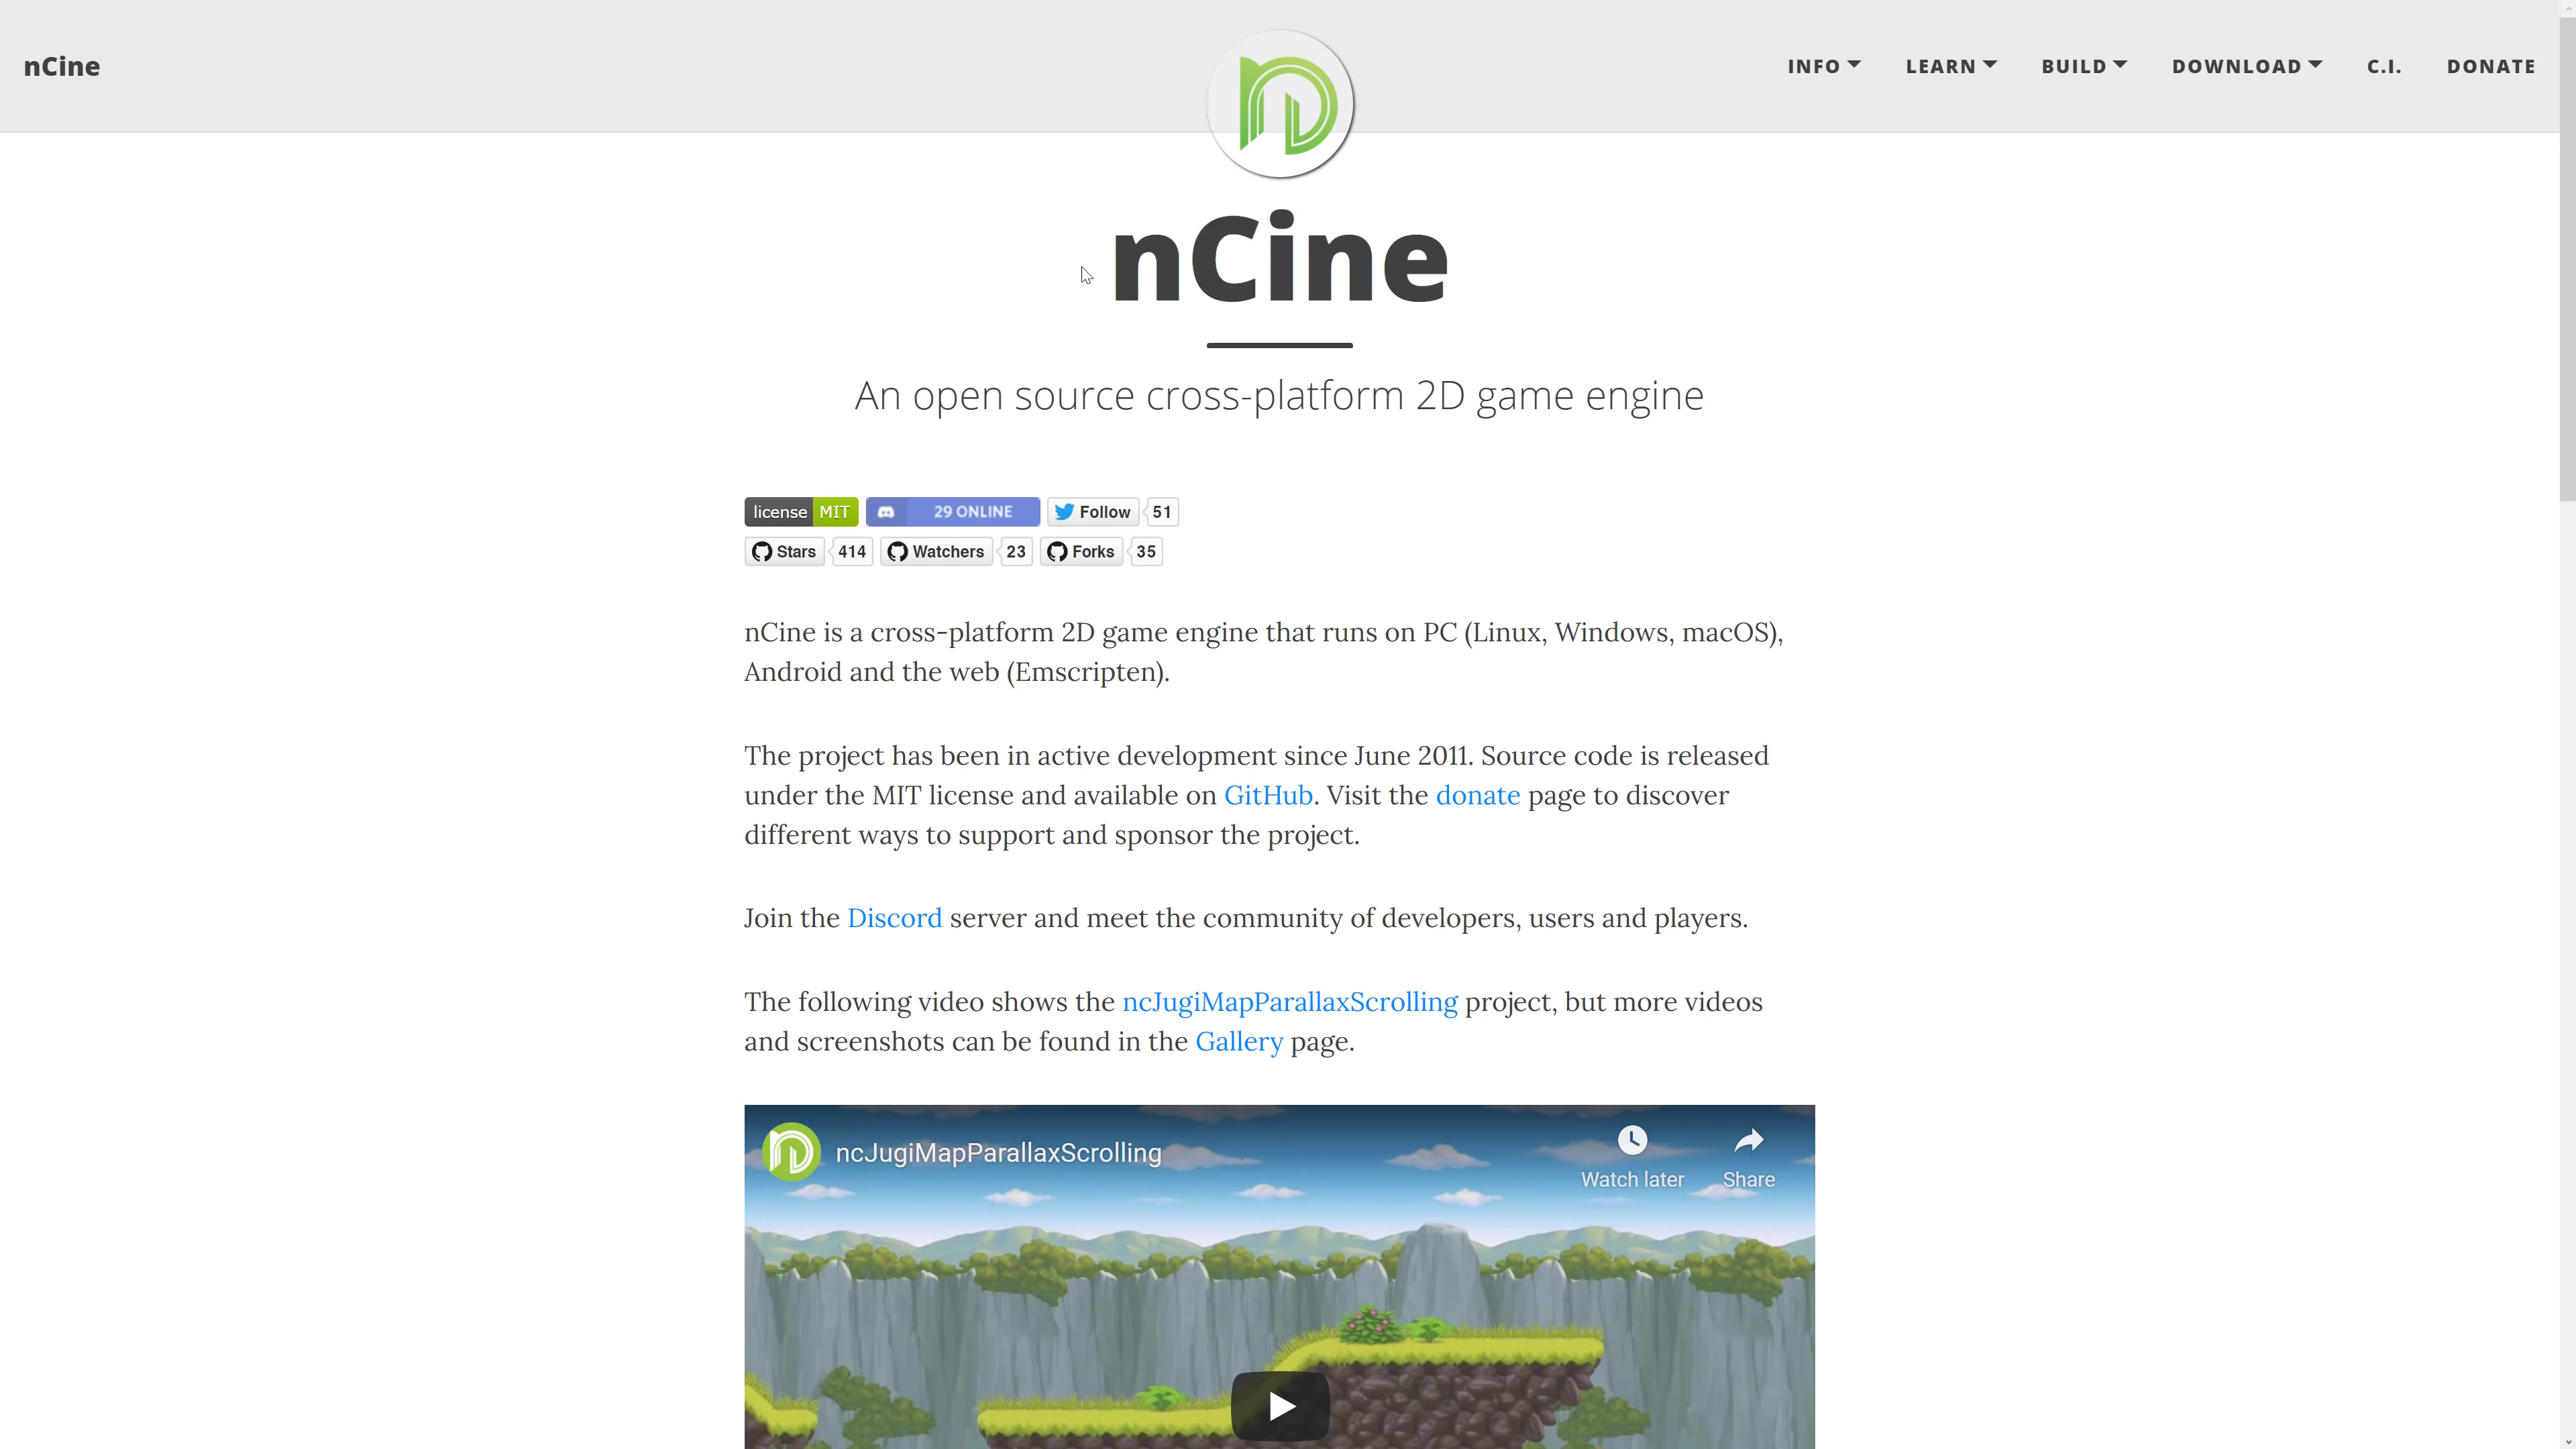 nCine
INFO LEARN BUILD DOWNLOAD C.I. DONATE
nCine
An open source cross-platform 2D game engine
license MIT 29 ONLINE Follow 51
Stars 414 Watchers 23 Forks 35
nCine is a cross-platform 2D game engine that runs on PC (Linux, Windows, macOS),
Android and the web (Emscripten).
The project has been in active development since June 2011. Source code is released
under the MIT license and available on GitHub. Visit the donate page to discover
different ways to support and sponsor the project.
Join the Discord server and meet the community of developers, users and players.
The following video shows the ncJugiMapParallaxScrolling project, but more videos
and screenshots can be found in the Gallery page.
ncJugiMapParallaxScrolling
Watch later Share